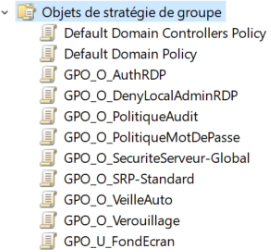 Objets de stratégie de groupe
Default Domain Controllers Policy
Default Domain Policy
GPO_O_AuthRDP
GPO_O_DenyLocalAdminRDP
GPO_O_PolitiqueAudit
GPO_O_PolitiqueMotDePasse
GPO_O_SecuriteServeur-Global
GPO_O_SRP-Standard
GPO_O_VeilleAuto
GPO_O_Verouillage
GPO_U_FondEcran